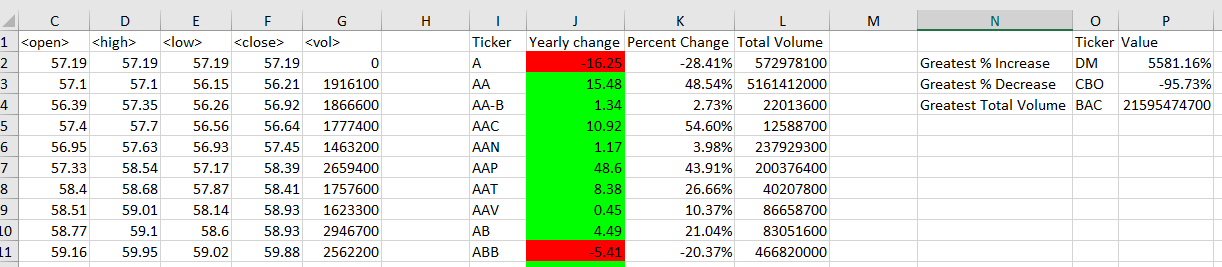 C D E F G H I J K L M N O P
1 <open> <high> <low> <close> <vol> Ticker Yearly change Percent Change Total Volume Ticker Value
2 57.19 57.19 57.19 57.19 0 A -16.25 -28.41% 572978100 Greatest % Increase DM 5581.16%
3 57.1 57.1 56.15 56.21 1916100 AA 15.48 48.54% 5161412000 Greatest % Decrease CBO -95.73%
4 56.39 57.35 56.26 56.92 1866600 AA-B 1.34 2.73% 22013600 Greatest Total Volume BAC 21595474700
5 57.4 57.7 56.56 56.64 1777400 AAC 10.92 54.60% 12588700
6 56.95 57.63 56.93 57.45 1463200 AAN 1.17 3.98% 237929300
7 57.33 58.54 57.17 58.39 2659400 AAP 48.6 43.91% 200376400
8 58.4 58.68 57.87 58.41 1757600 AAT 8.38 26.66% 40207800
9 58.51 59.01 58.14 58.93 1623300 AAV 0.45 10.37% 86658700
10 58.77 59.1 58.6 58.93 2946700 AB 4.49 21.04% 83051600
11 59.16 59.95 59.02 59.88 2562200 ABB -5.41 -20.37% 466820000